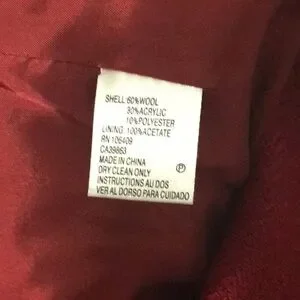 SHELL:60%WOOL
30%ACRYLIC
10%POLYESTER
LINING: 100%ACETATE
RN 106409
CA39863
MADE IN CHINA
DRY CLEAN ONLY
INSTRUCTIONS AU DOS
VER AL DORSO PARA CUIDADO
P